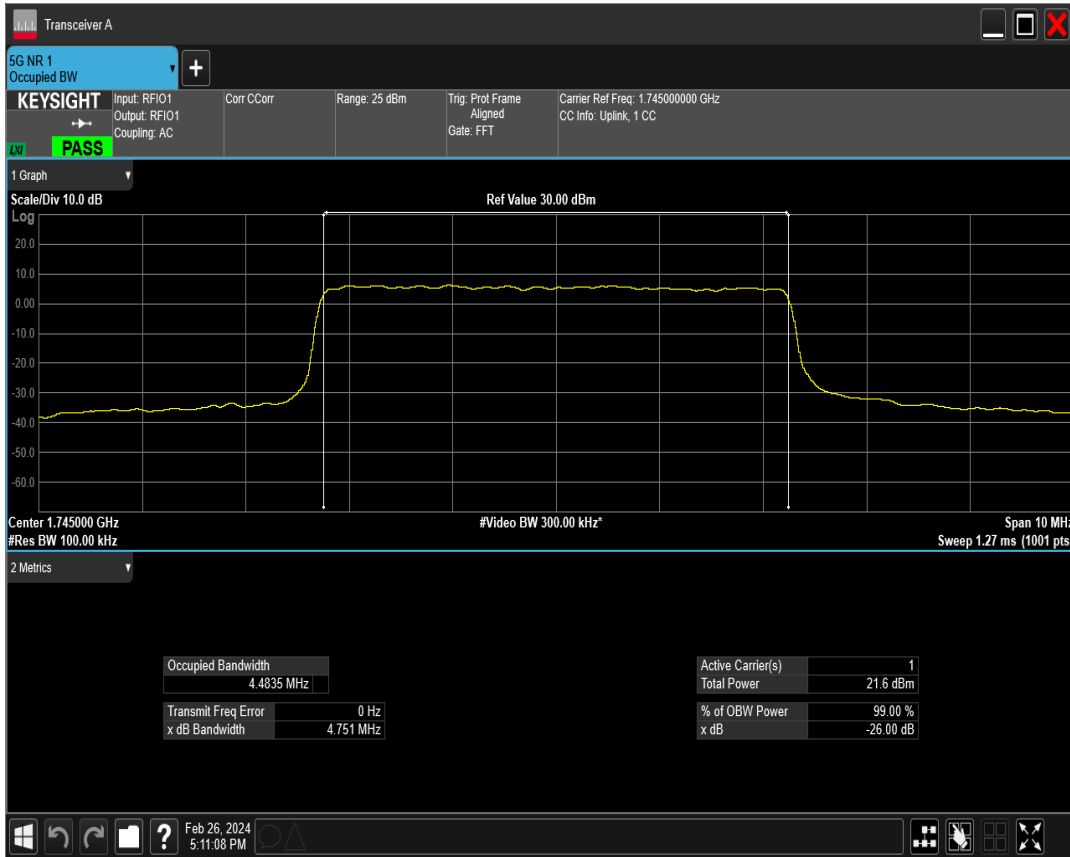 Transceiver A
5G NR 1
Occupied BW
KEYSIGHT
LXI
PASS
Input: RFIO1
Output: RFIO1
Coupling: AC
Corr CCorr
Range: 25 dBm
Trig: Prot Frame
Aligned
Gate: FFT
Carrier Ref Freq: 1.745000000 GHz
CC Info: Uplink, 1 CC
1 Graph
Scale/Div 10.0 dB
Ref Value 30.00 dBm
Log
20.0
10.0
0.00
-10.0
-20.0
-30.0
-40.0
-50.0
-60.0
Center 1.745000 GHz
#Video BW 300.00 kHz*
Span 10 MHz
#Res BW 100.00 kHz
Sweep 1.27 ms (1001 pts
2 Metrics
Occupied Bandwidth
4.4835 MHz
Transmit Freq Error 0 Hz
x dB Bandwidth 4.751 MHz
Active Carrier(s) 1
Total Power 21.6 dBm
% of OBW Power 99.00 %
x dB -26.00 dB
Feb 26, 2024
5:11:08 PM